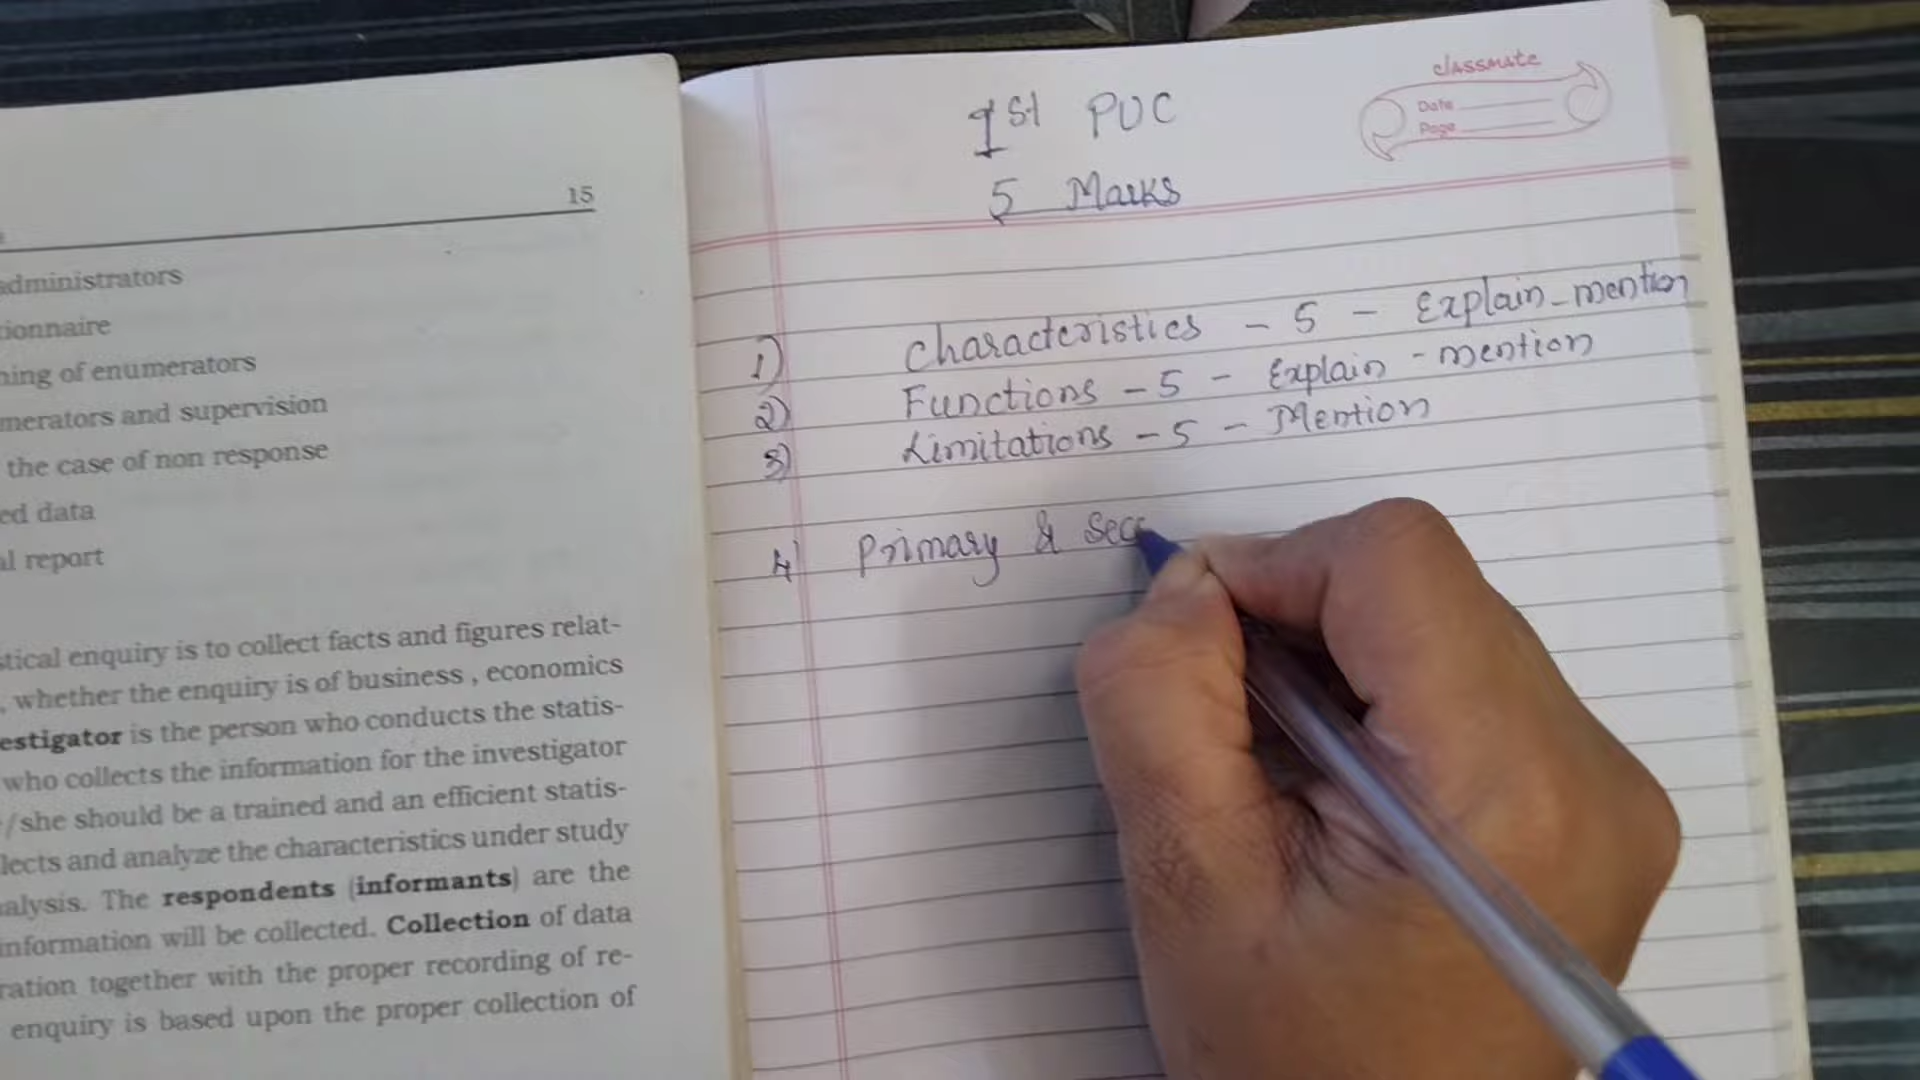 15
administrators
tionnaire
ning of enumerators
merators and supervision
the case of non response
ed data
al report
stical enquiry is to collect facts and figures relat-
, whether the enquiry is of business , economics
estigator is the person who conducts the statis-
who collects the information for the investigator
/she should be a trained and an efficient statis-
llects and analyze the characteristics under study
nalysis. The respondents (informants) are the
information will be collected. Collection of data
ration together with the proper recording of re-
enquiry is based upon the proper collection of
classmate
Date
Page
1st PUC
5 Marks
1) Characteristics - 5 - Explain - mention
2) Functions - 5 - Explain - mention
3) Limitations - 5 - Mention
4) Primary & Sec